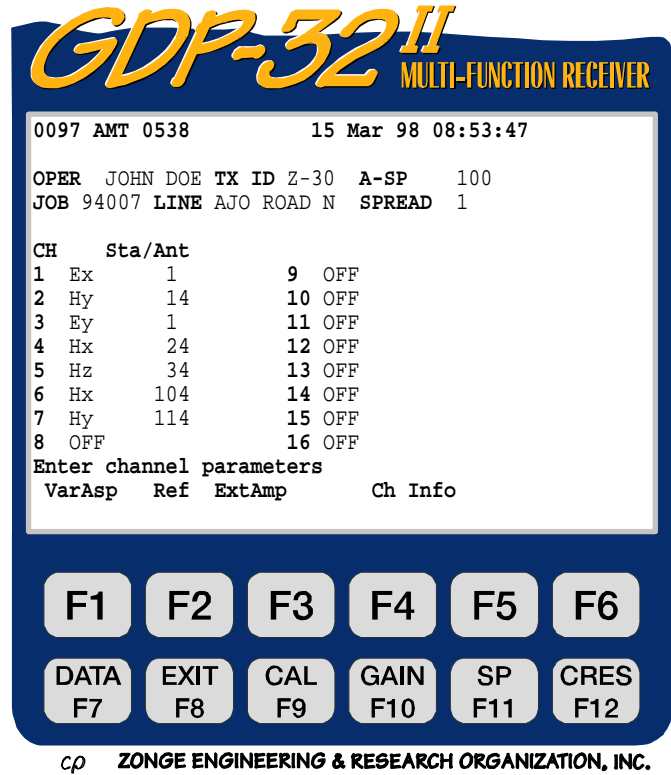 GDP-32 II
MULTI-FUNCTION RECEIVER
0097 AMT 0538 15 Mar 98 08:53:47
OPER JOHN DOE TX ID Z-30 A-SP 100
JOB 94007 LINE AJO ROAD N SPREAD 1
CH Sta/Ant
1 Ex 1 9 OFF
2 Hy 14 10 OFF
3 Ey 1 11 OFF
4 Hx 24 12 OFF
5 Hz 34 13 OFF
6 Hx 104 14 OFF
7 Hy 114 15 OFF
8 OFF 16 OFF
Enter channel parameters
VarAsp Ref ExtAmp Ch Info
F1 F2 F3 F4 F5 F6
DATA EXIT CAL GAIN SP CRES
F7 F8 F9 F10 F11 F12
cp ZONGE ENGINEERING & RESEARCH ORGANIZATION, INC.